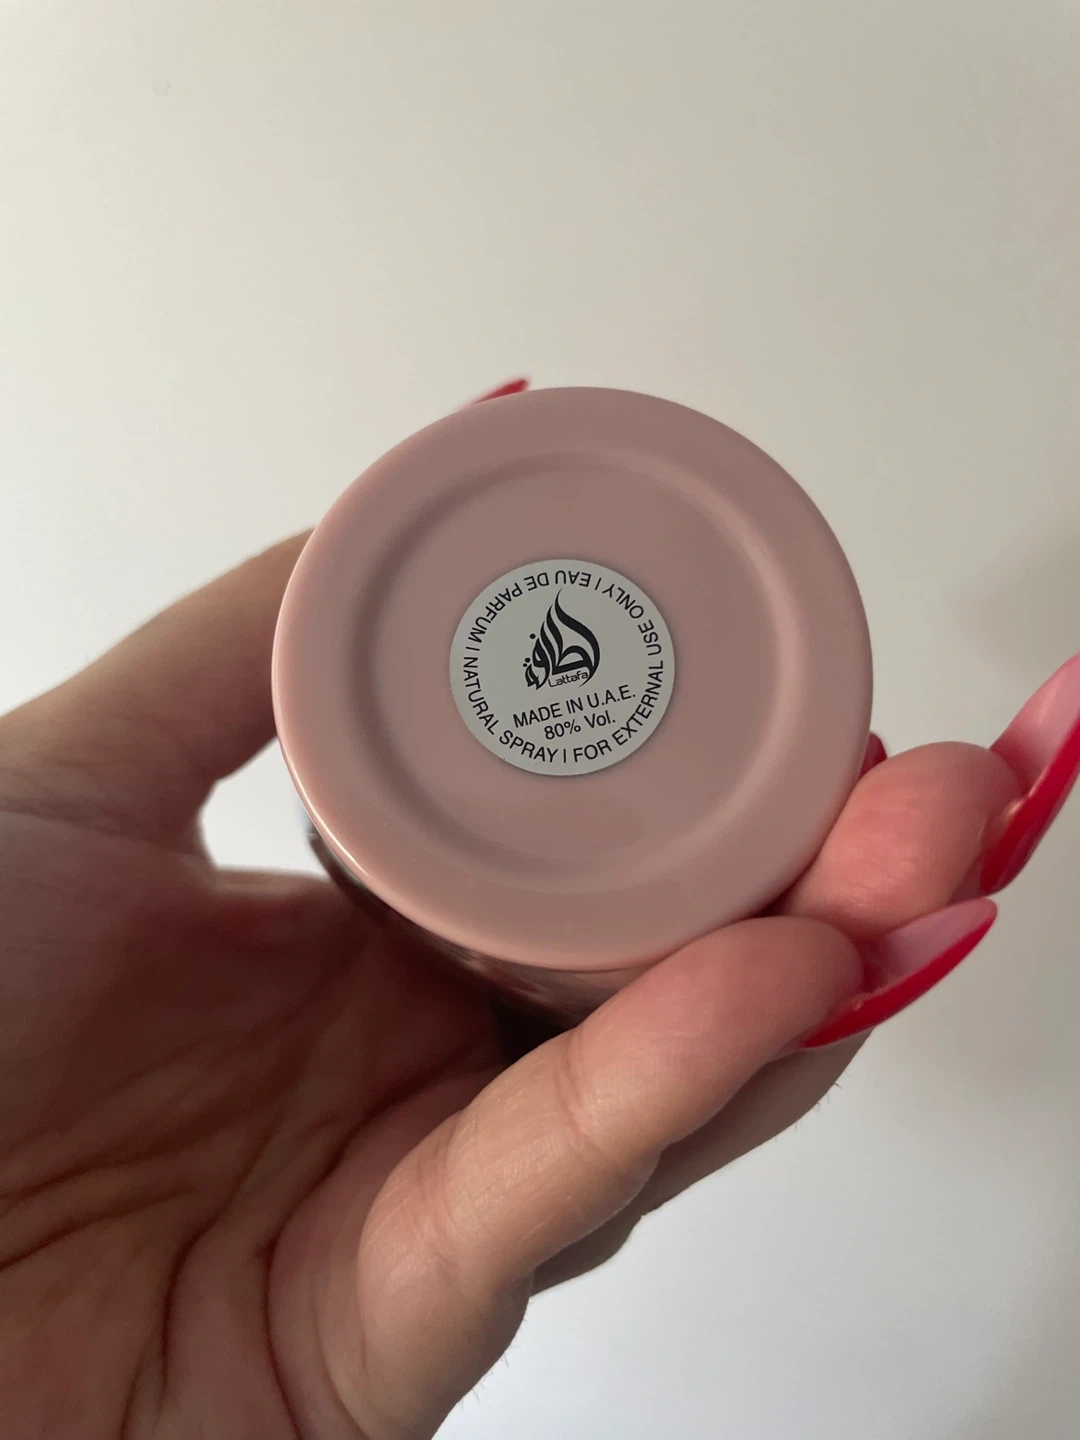 لطافة
Lattafa
MADE IN U.A.E.
80% Vol.
EAU DE PARFUM | NATURAL SPRAY | FOR EXTERNAL USE ONLY |